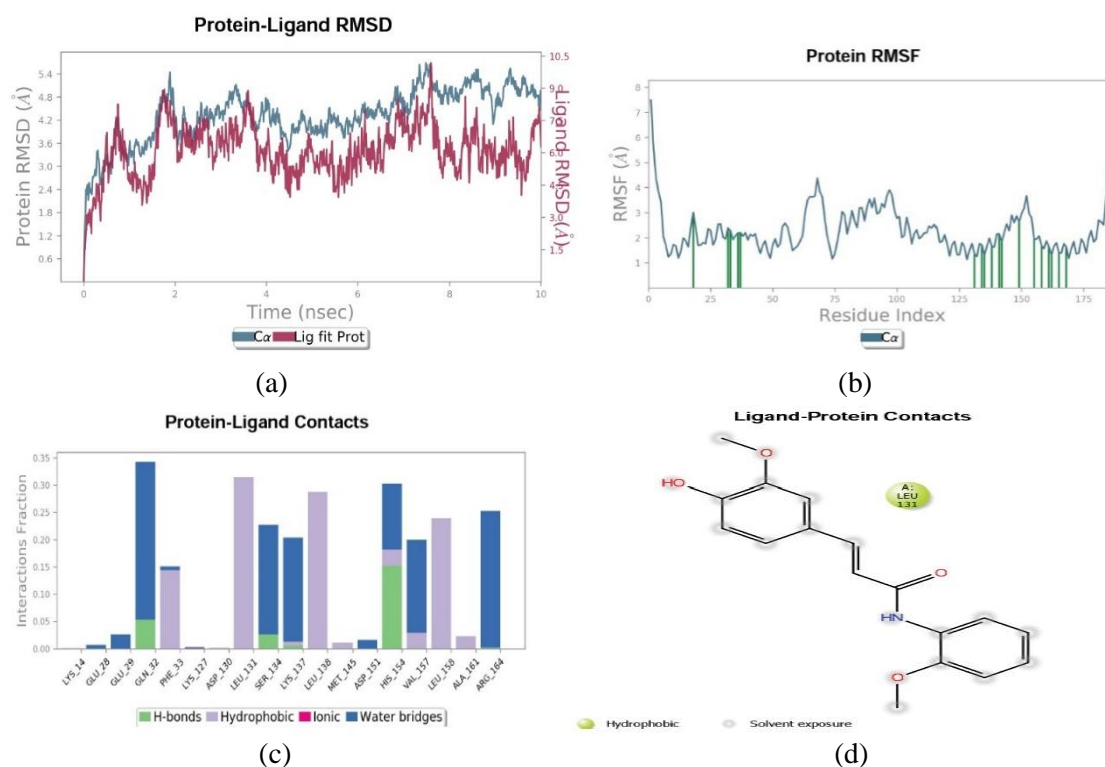 Protein-Ligand RMSD
Protein RMSD (Å)
5.4
4.8
4.2
3.6
3.0
2.4
1.8
1.2
0.6
10.5
9.0
7.5
6.0
4.5
3.0
1.5
Ligand RMSD (Å)
0 2 4 6 8 10
Time (nsec)
Cα Lig fit Prot
(a)
Protein RMSF
RMSF (Å)
8
7
6
5
4
3
2
1
0 25 50 75 100 125 150 175
Residue Index
Cα
(b)
Protein-Ligand Contacts
Interactions Fraction
0.35
0.30
0.25
0.20
0.15
0.10
0.05
0.00
LYS_14 GLU_28 GLU_29 GLN_32 PHE_33 LYS_127 ASP_130 LEU_131 SER_134 LYS_137 LEU_138 MET_145 ASP_151 HIS_154 VAL_157 LEU_158 ALA_161 ARG_164
H-bonds Hydrophobic Ionic Water bridges
(c)
Ligand-Protein Contacts
O
HO
A:
LEU
131
O
HN
O
Hydrophobic Solvent exposure
(d)